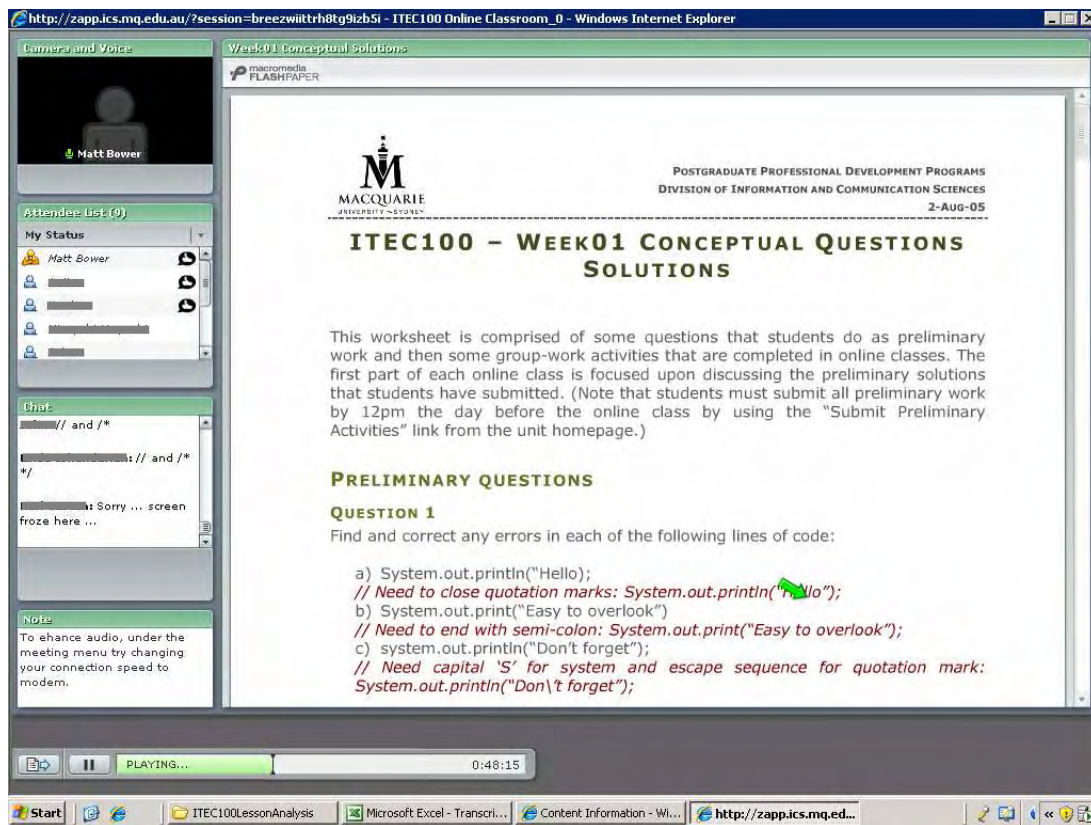 http://zapp.ics.mq.edu.au/?session=breezwiittrh8tg9izb5i - ITEC100 Online Classroom_0 - Windows Internet Explorer
Camera and Voice
Matt Bower
Attendee List (9)
My Status
Matt Bower
Chat
// and /*
: // and /*
*/
: Sorry ... screen
froze here ...
Note
To ehance audio, under the
meeting menu try changing
your connection speed to
modem.
Week01 Conceptual Solutions
macromedia
FLASHPAPER
MACQUARIE
UNIVERSITY ~ SYDNEY
POSTGRADUATE PROFESSIONAL DEVELOPMENT PROGRAMS
DIVISION OF INFORMATION AND COMMUNICATION SCIENCES
2-AUG-05
ITEC100 – WEEK01 CONCEPTUAL QUESTIONS
SOLUTIONS
This worksheet is comprised of some questions that students do as preliminary
work and then some group-work activities that are completed in online classes. The
first part of each online class is focused upon discussing the preliminary solutions
that students have submitted. (Note that students must submit all preliminary work
by 12pm the day before the online class by using the “Submit Preliminary
Activities” link from the unit homepage.)
PRELIMINARY QUESTIONS
QUESTION 1
Find and correct any errors in each of the following lines of code:
a) System.out.println(“Hello);
// Need to close quotation marks: System.out.println(“Hello”);
b) System.out.print(“Easy to overlook”)
// Need to end with semi-colon: System.out.print(“Easy to overlook”);
c) system.out.println(“Don’t forget”);
// Need capital ‘S’ for system and escape sequence for quotation mark:
System.out.println(“Don\’t forget”);
PLAYING...
0:48:15
Start
ITEC100LessonAnalysis
Microsoft Excel - Transcri...
Content Information - Wi...
http://zapp.ics.mq.ed...